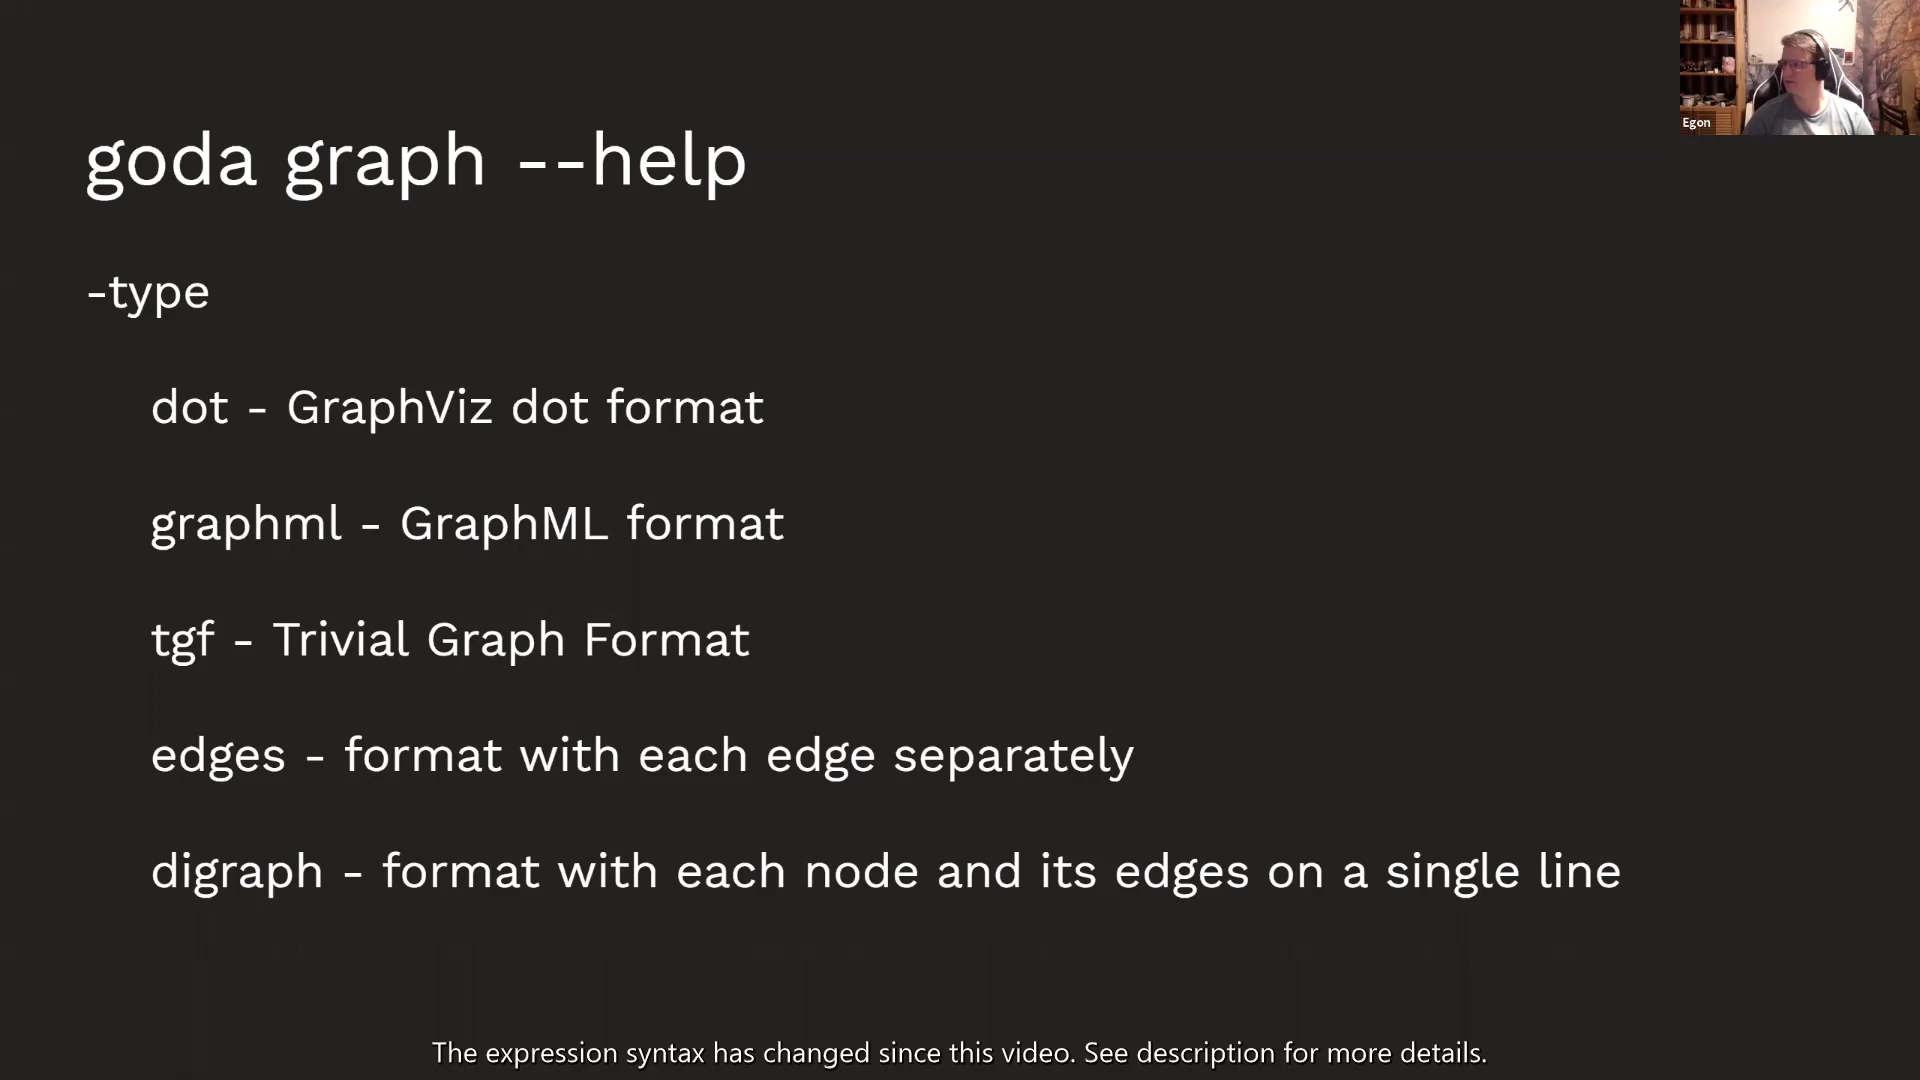 Egon
goda graph --help
-type
dot - GraphViz dot format
graphml - GraphML format
tgf - Trivial Graph Format
edges - format with each edge separately
digraph - format with each node and its edges on a single line
The expression syntax has changed since this video. See description for more details.